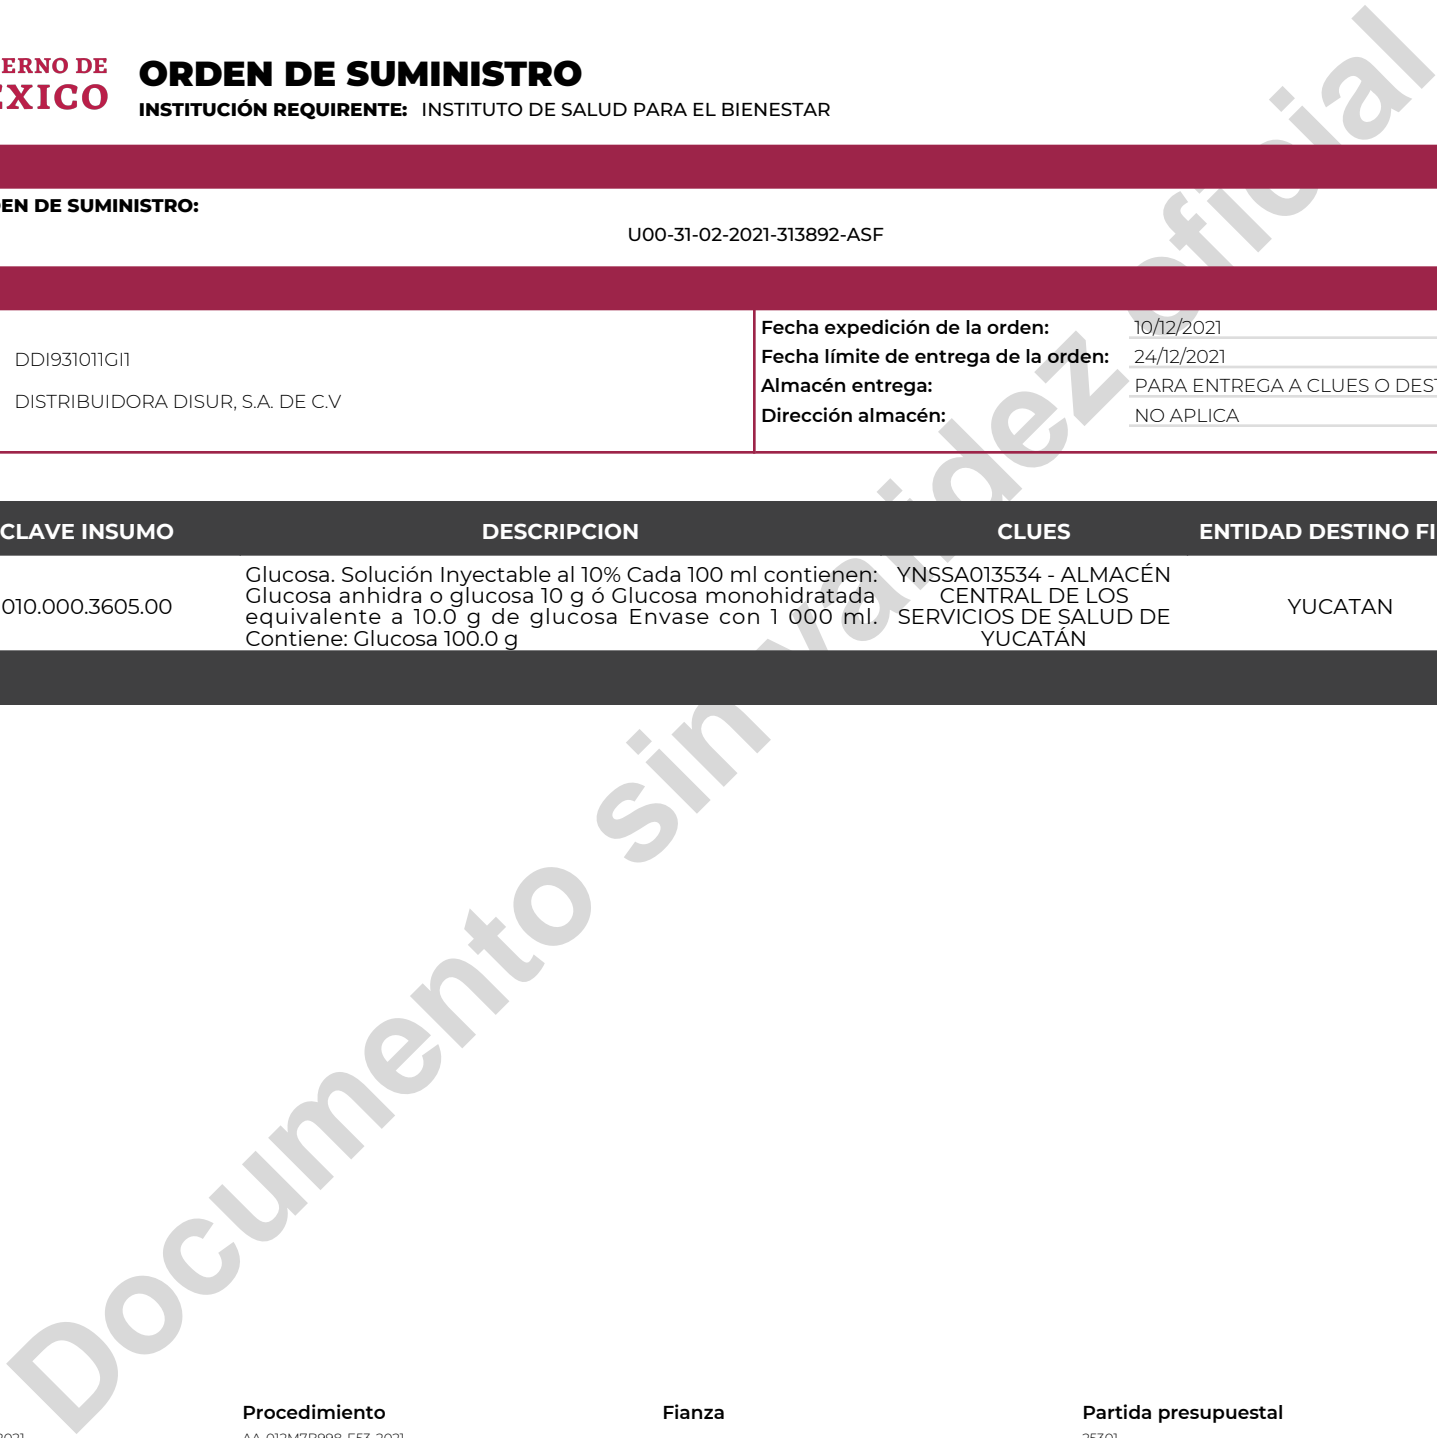 ERNO DE
EXICO
ORDEN DE SUMINISTRO
INSTITUCIÓN REQUIRENTE: INSTITUTO DE SALUD PARA EL BIENESTAR
EN DE SUMINISTRO:
U00-31-02-2021-313892-ASF
DDI931011GI1
DISTRIBUIDORA DISUR, S.A. DE C.V
Fecha expedición de la orden: 10/12/2021
Fecha límite de entrega de la orden: 24/12/2021
Almacén entrega: PARA ENTREGA A CLUES O DEST
Dirección almacén: NO APLICA
CLAVE INSUMO DESCRIPCION CLUES ENTIDAD DESTINO FI
010.000.3605.00
Glucosa. Solución Inyectable al 10% Cada 100 ml contienen:
Glucosa anhidra o glucosa 10 g ó Glucosa monohidratada
equivalente a 10.0 g de glucosa Envase con 1 000 ml.
Contiene: Glucosa 100.0 g
YNSSA013534 - ALMACÉN
CENTRAL DE LOS
SERVICIOS DE SALUD DE
YUCATÁN
YUCATAN
Documento sin validez oficial
Procedimiento Fianza Partida presupuestal